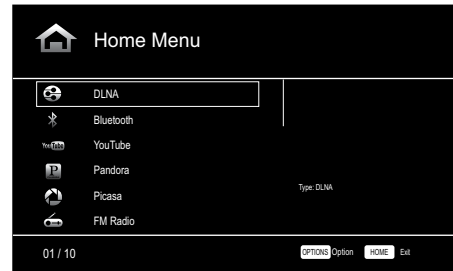 Home Menu
DLNA
Bluetooth
YouTube YouTube
P Pandora
Picasa
FM Radio
Type: DLNA
01 / 10
OPTIONS Option HOME Exit